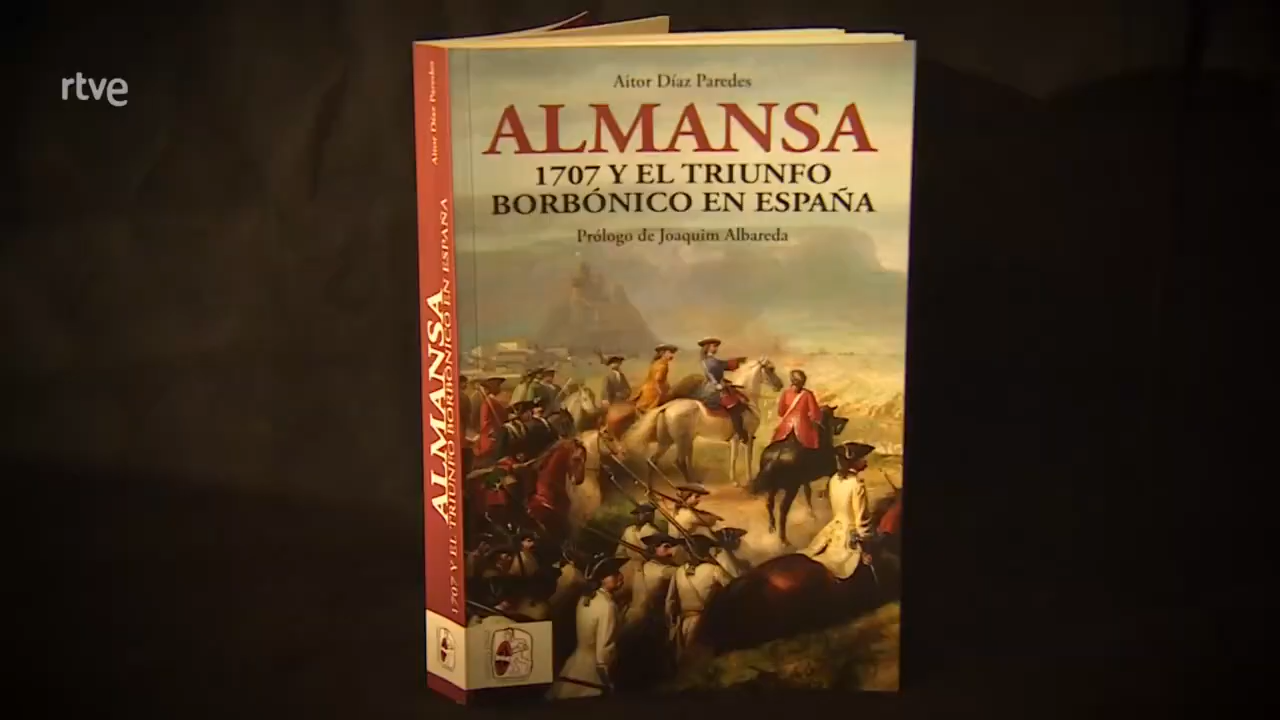 rtve
Aitor Díaz Paredes
ALMANSA
1707 Y EL TRIUNFO
BORBÓNICO EN ESPAÑA
Prólogo de Joaquim Albareda
Aitor Díaz Paredes
ALMANSA
1707 Y EL TRIUNFO BORBÓNICO EN ESPAÑA